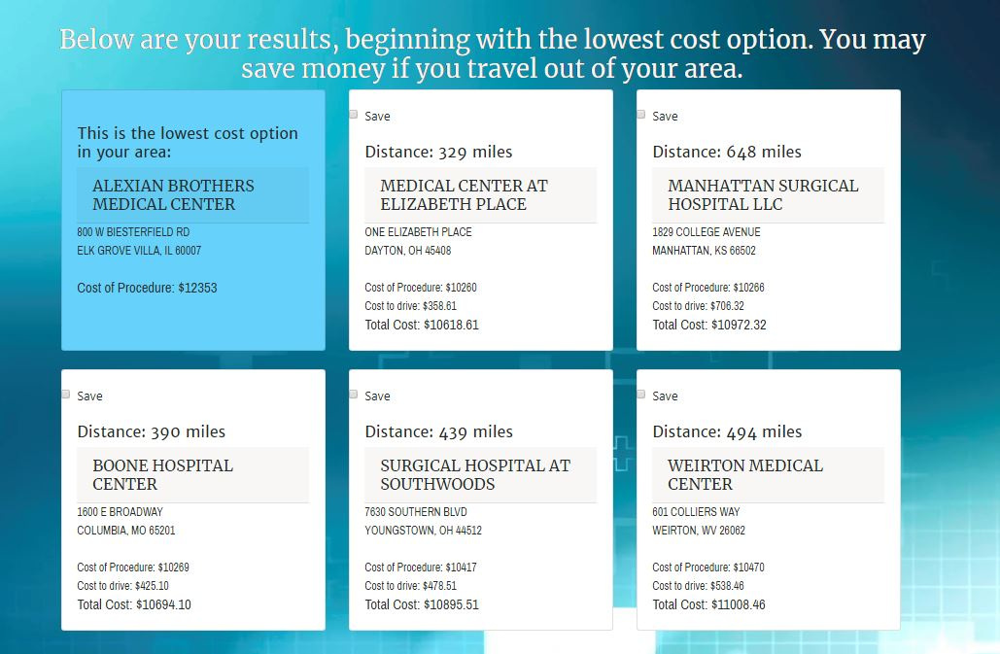 Below are your results, beginning with the lowest cost option. You may
save money if you travel out of your area.
This is the lowest cost option
in your area:
ALEXIAN BROTHERS
MEDICAL CENTER
800 W BIESTERFIELD RD
ELK GROVE VILLA, IL 60007
Cost of Procedure: $12353
Save
Distance: 329 miles
MEDICAL CENTER AT
ELIZABETH PLACE
ONE ELIZABETH PLACE
DAYTON, OH 45408
Cost of Procedure: $10260
Cost to drive: $358.61
Total Cost: $10618.61
Save
Distance: 648 miles
MANHATTAN SURGICAL
HOSPITAL LLC
1829 COLLEGE AVENUE
MANHATTAN, KS 66502
Cost of Procedure: $10266
Cost to drive: $706.32
Total Cost: $10972.32
Save
Distance: 390 miles
BOONE HOSPITAL
CENTER
1600 E BROADWAY
COLUMBIA, MO 65201
Cost of Procedure: $10269
Cost to drive: $425.10
Total Cost: $10694.10
Save
Distance: 439 miles
SURGICAL HOSPITAL AT
SOUTHWOODS
7630 SOUTHERN BLVD
YOUNGSTOWN, OH 44512
Cost of Procedure: $10417
Cost to drive: $478.51
Total Cost: $10895.51
Save
Distance: 494 miles
WEIRTON MEDICAL
CENTER
601 COLLIERS WAY
WEIRTON, WV 26062
Cost of Procedure: $10470
Cost to drive: $538.46
Total Cost: $11008.46